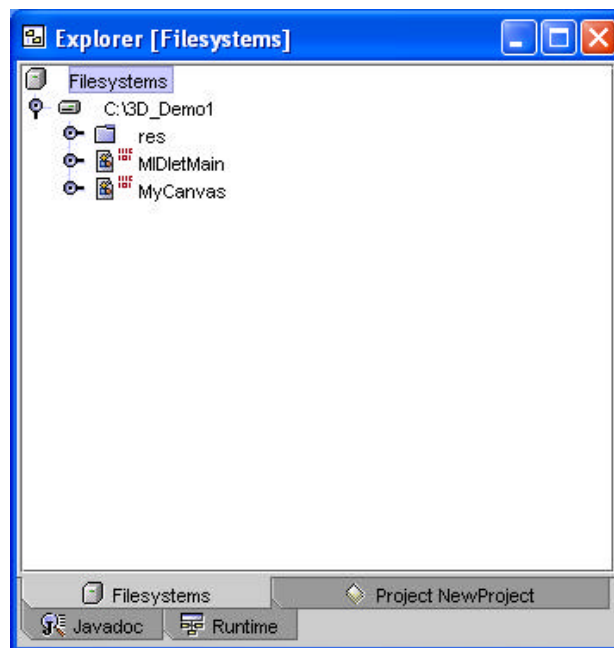 Explorer [Filesystems]
Filesystems
C:\3D_Demo1
res
MIDletMain
MyCanvas
Filesystems
Project NewProject
Javadoc
Runtime